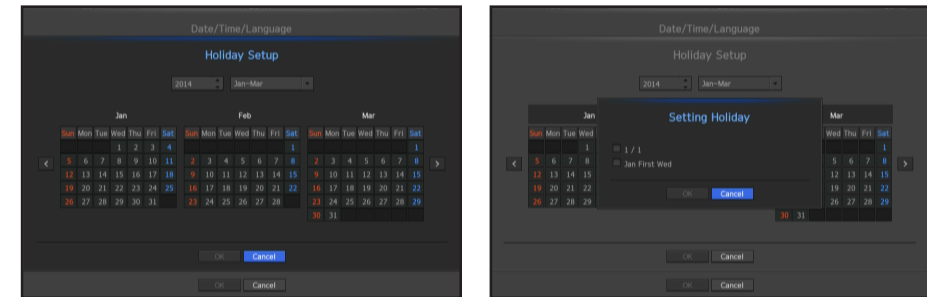 Date/Time/Language
Holiday Setup
2014 Jan~Mar
Jan Feb Mar
Sun Mon Tue Wed Thu Fri Sat Sun Mon Tue Wed Thu Fri Sat Sun Mon Tue Wed Thu Fri Sat
1 2 3 4 1 1
5 6 7 8 9 10 11 2 3 4 5 6 7 8 2 3 4 5 6 7 8
12 13 14 15 16 17 18 9 10 11 12 13 14 15 9 10 11 12 13 14 15
19 20 21 22 23 24 25 16 17 18 19 20 21 22 16 17 18 19 20 21 22
26 27 28 29 30 31 23 24 25 26 27 28 23 24 25 26 27 28 29
30 31
OK Cancel
OK Cancel
Date/Time/Language
Holiday Setup
2014 Jan~Mar
Jan Mar
Sun Mon Tue Wed Wed Thu Fri Sat
1 1
5 6 7 8 5 6 7 8
12 13 14 15 12 13 14 15
19 20 21 22 19 20 21 22
26 27 28 29 26 27 28 29
30 31
Setting Holiday
1 / 1
Jan First Wed
OK Cancel
OK Cancel
OK Cancel